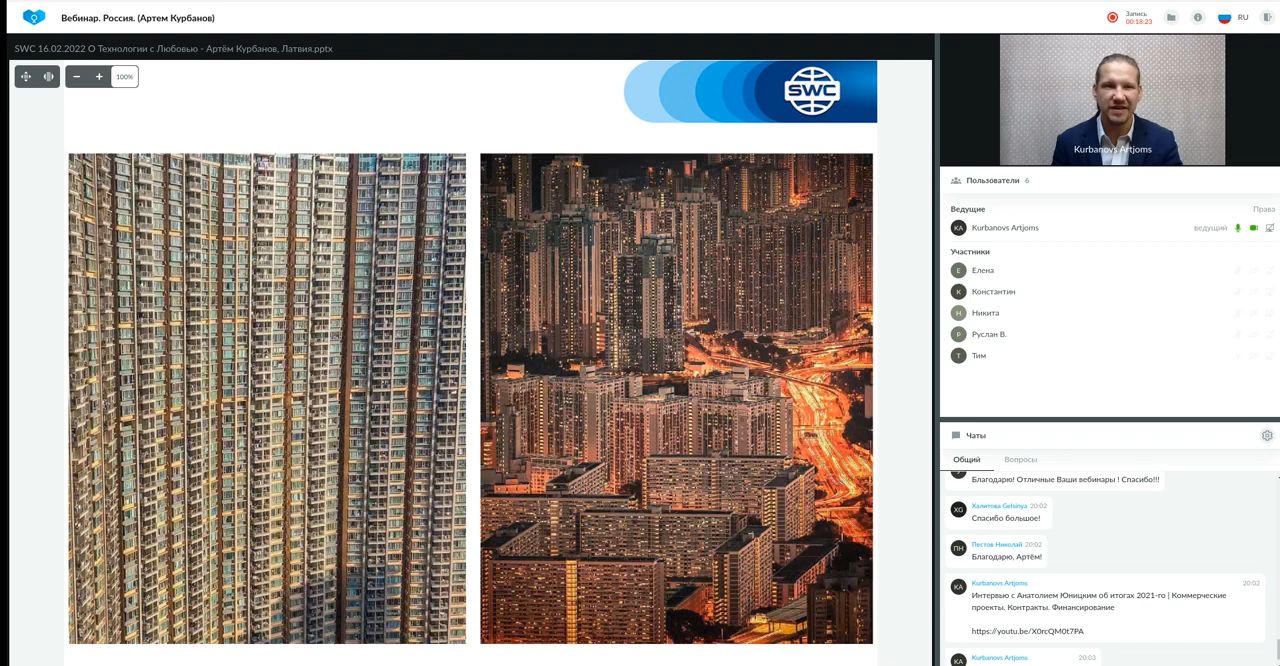 Вебинар. Россия. (Артем Курбанов)
Запись
00:18:23
RU
SWC 16.02.2022 О Технологии с Любовью - Артём Курбанов, Латвия.pptx
100%
SWC
Kurbanovs Artjoms
Пользователи 6
Ведущие Права
KA Kurbanovs Artjoms ведущий
Участники
Е Елена
К Константин
Н Никита
Р Руслан В.
Т Тим
Чаты
Общий Вопросы
Благодарю! Отличные Ваши вебинары ! Спасибо!!!
XG Халитова Gelsinya 20:02
Спасибо большое!
ПН Пестов Николай 20:02
Благодарю, Артём!
KA Kurbanovs Artjoms 20:02
Интервью с Анатолием Юницким об итогах 2021-го | Коммерческие
проекты. Контракты. Финансирование
https://youtu.be/X0rcQM0t7PA
KA Kurbanovs Artjoms 20:03